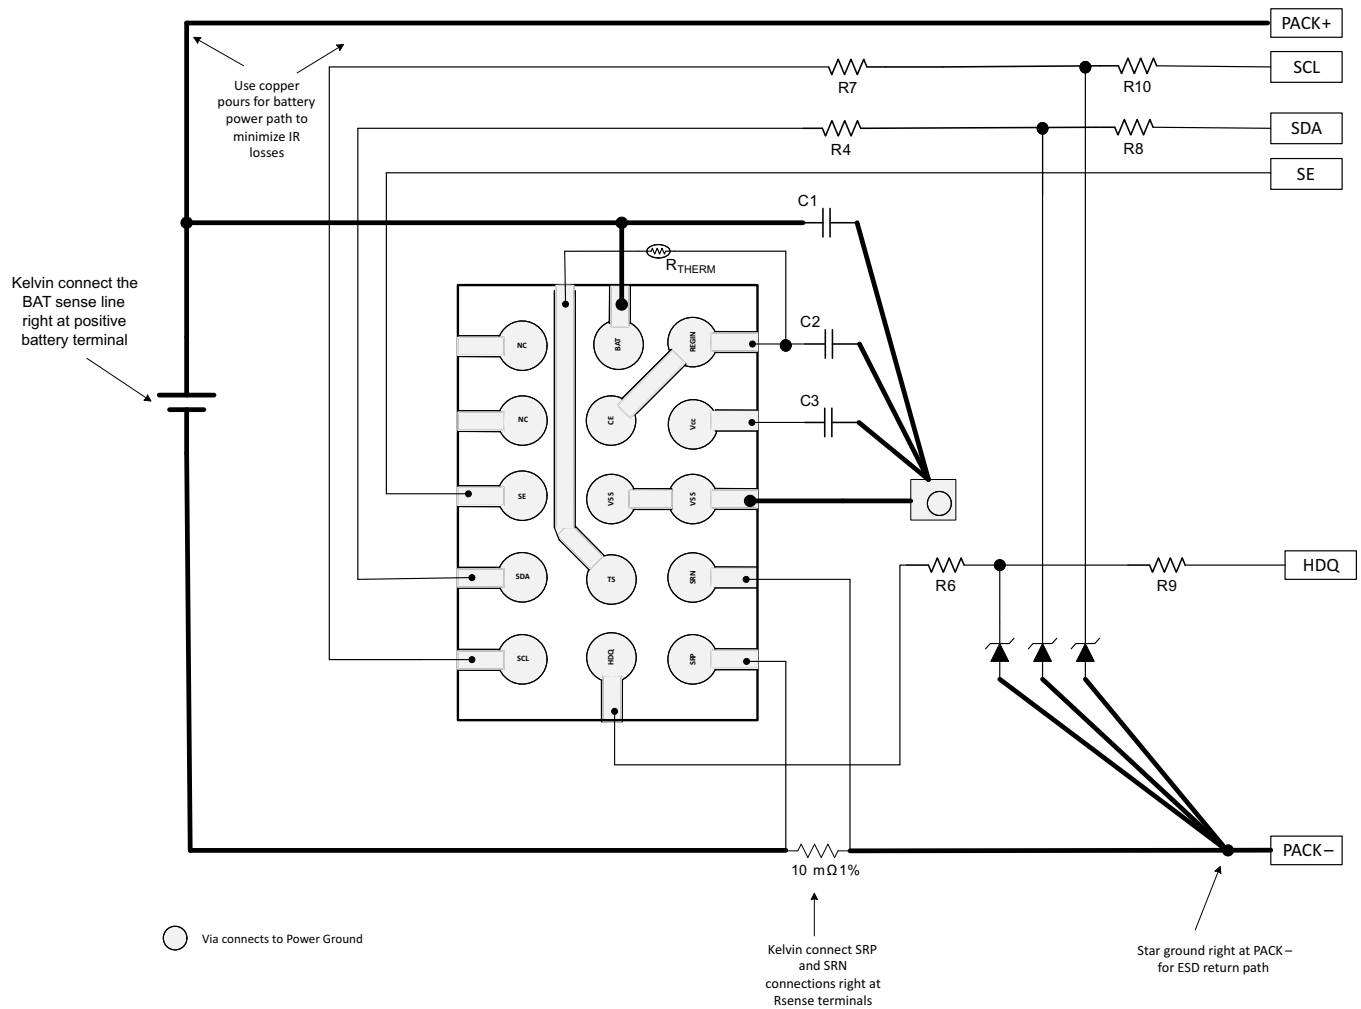 PACK+
SCL
R7
R10
Use copper
pours for battery
power path to
minimize IR
losses
SDA
R4
R8
SE
C1
RTHERM
Kelvin connect the
BAT sense line
right at positive
battery terminal
NC
BAT
REGIN
C2
NC
CE
Vcc
C3
SE
VSS
VSS
SDA
TS
SRN
R6
R9
HDQ
SCL
HDQ
SRP
10 mΩ 1%
PACK–
Via connects to Power Ground
Kelvin connect SRP
and SRN
connections right at
Rsense terminals
Star ground right at PACK–
for ESD return path